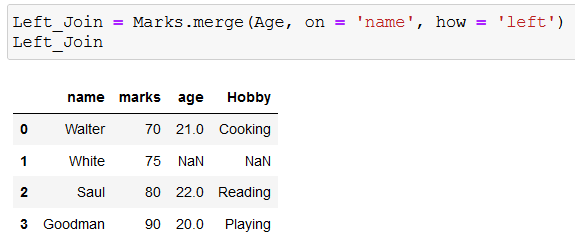 Left_Join = Marks.merge(Age, on = 'name', how = 'left')
Left_Join
name marks age Hobby
0 Walter 70 21.0 Cooking
1 White 75 NaN NaN
2 Saul 80 22.0 Reading
3 Goodman 90 20.0 Playing